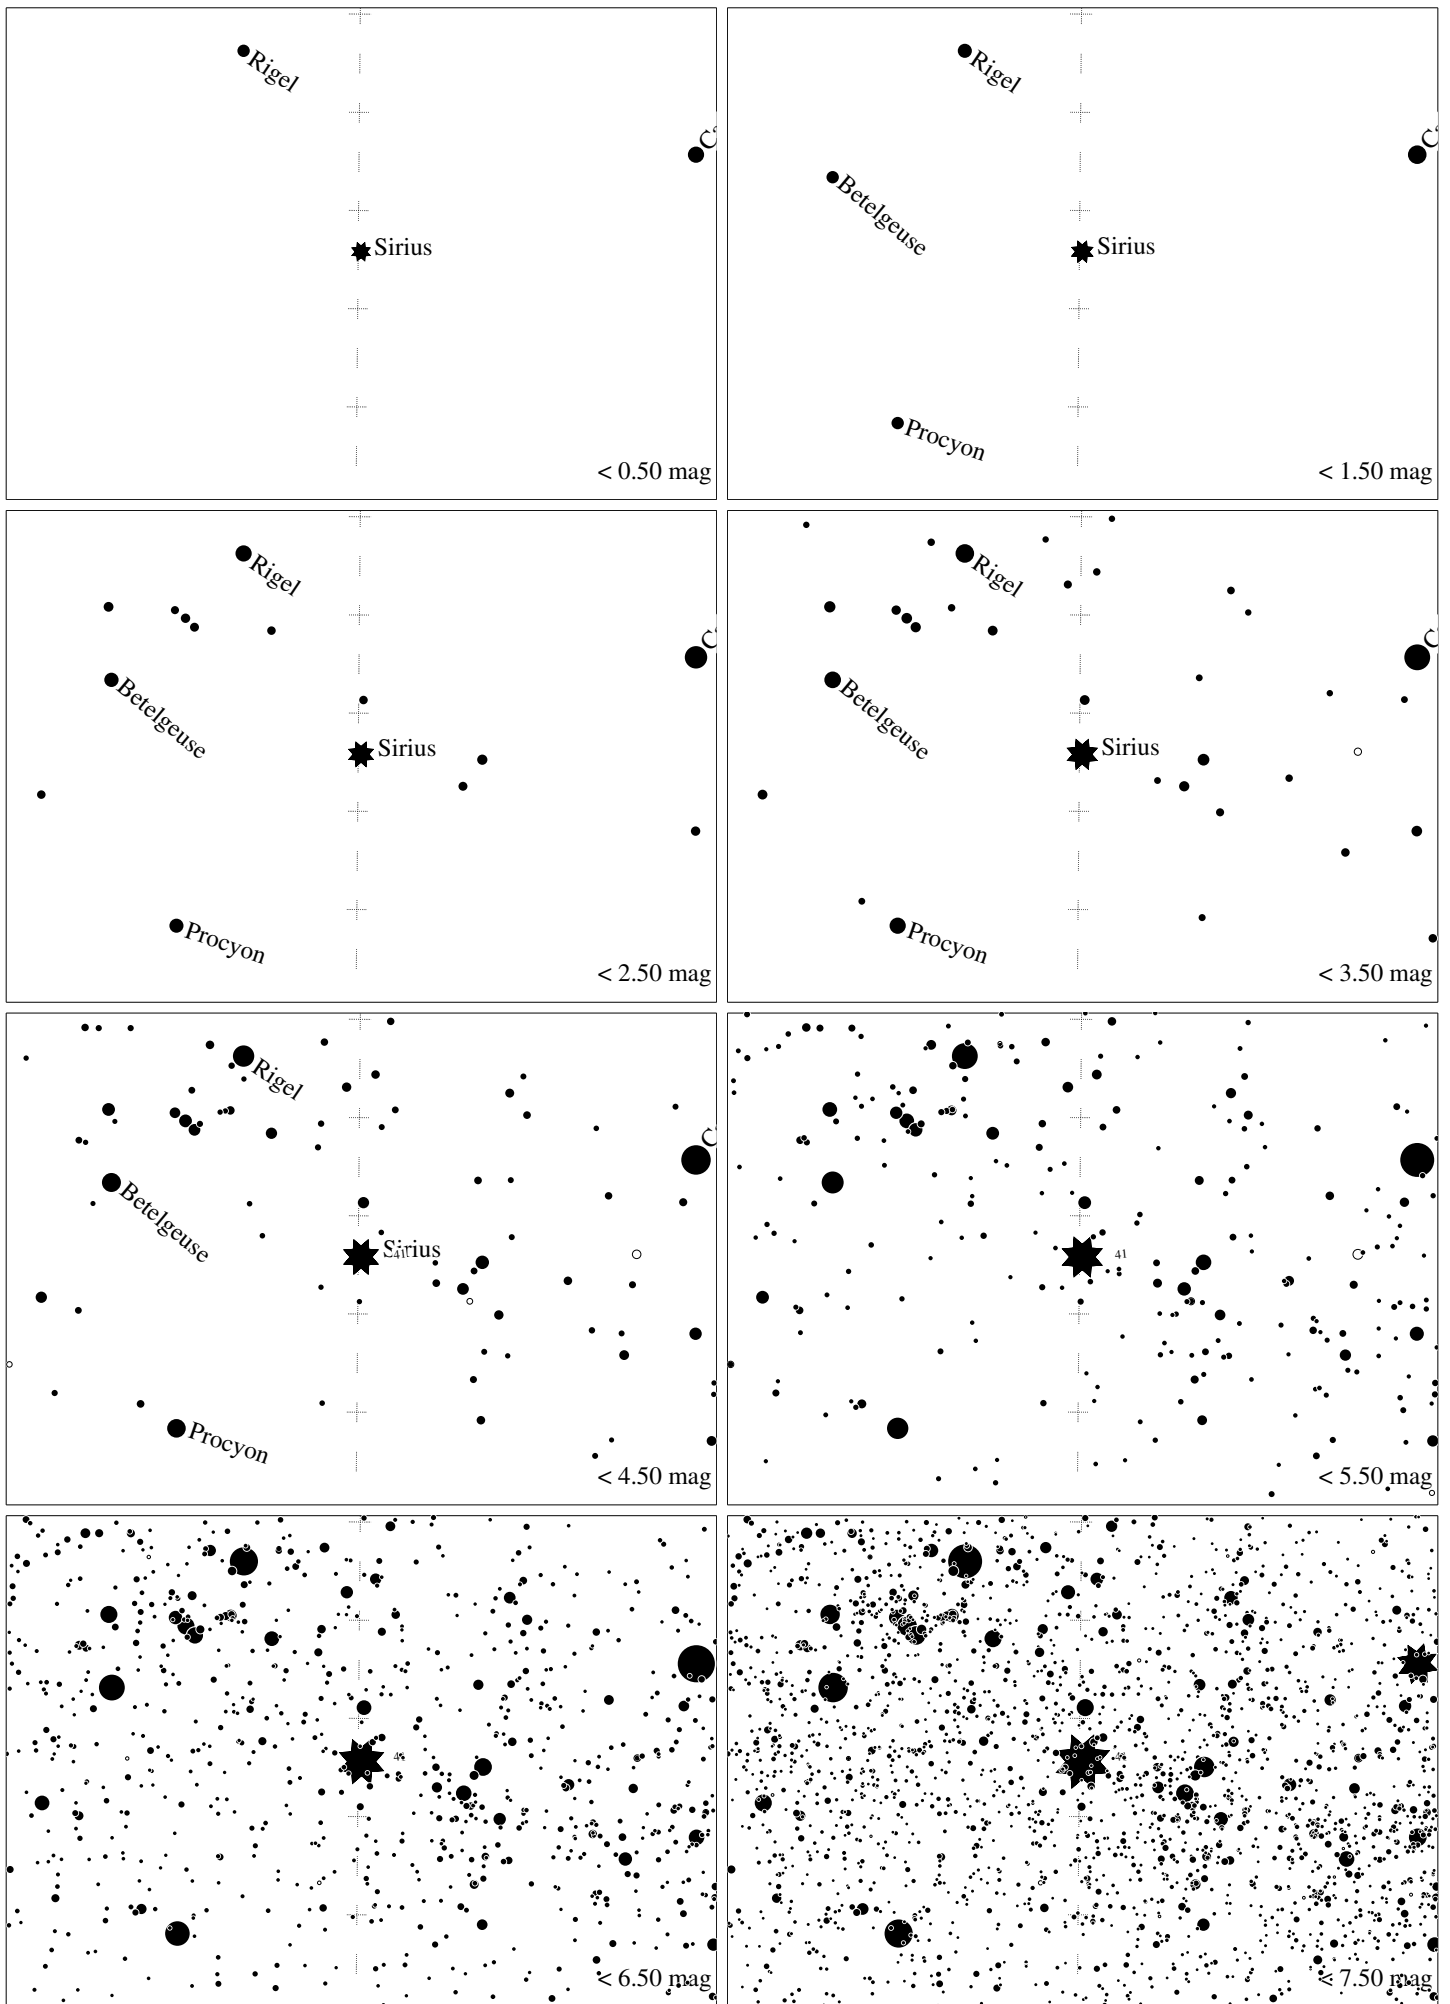 Rigel
Sirius
< 0.50 mag
Rigel
Betelgeuse
Sirius
Procyon
< 1.50 mag
Rigel
Betelgeuse
Sirius
Procyon
< 2.50 mag
Rigel
Betelgeuse
Sirius
Procyon
< 3.50 mag
Rigel
Betelgeuse
Sirius
Procyon
< 4.50 mag
41
< 5.50 mag
< 6.50 mag
< 7.50 mag